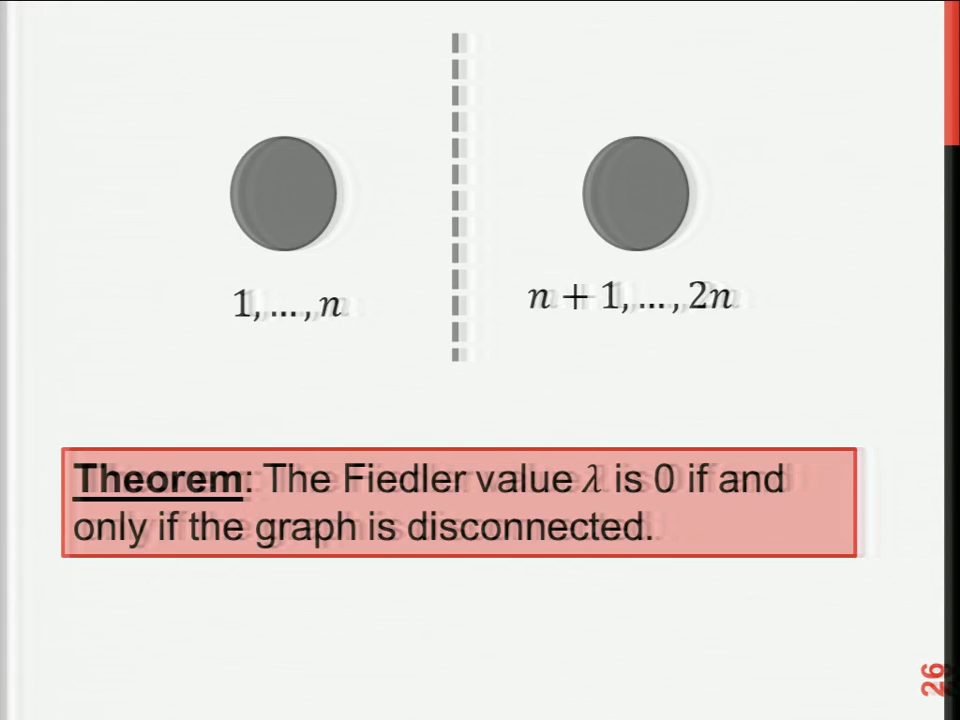 1, ..., n
n + 1, ..., 2n
Theorem: The Fiedler value λ is 0 if and
only if the graph is disconnected.
26